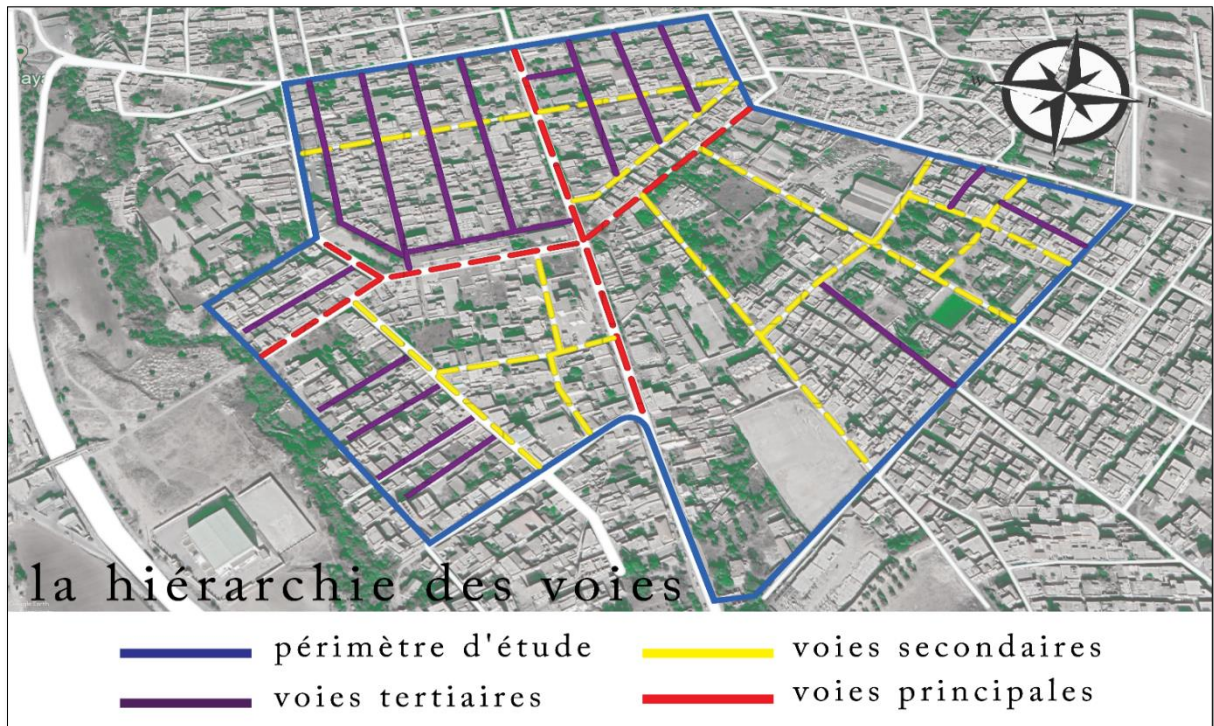 N
E
la hiérarchie des voies
périmètre d'étude
voies secondaires
voies tertiaires
voies principales